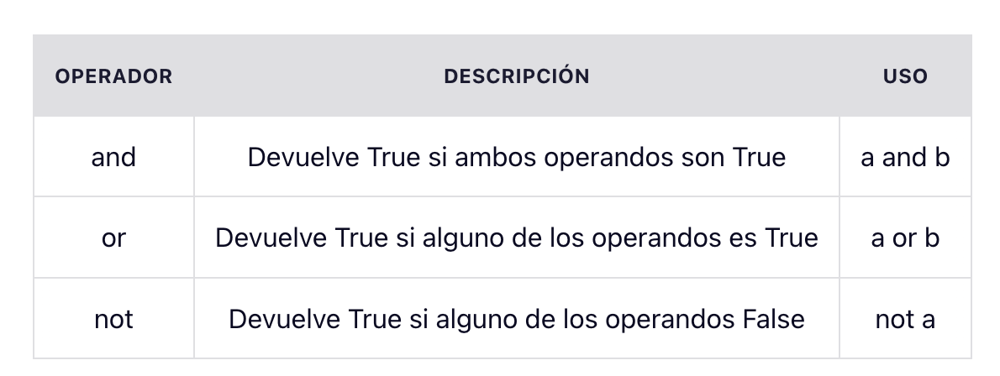 OPERADOR DESCRIPCIÓN USO
and Devuelve True si ambos operandos son True a and b
or Devuelve True si alguno de los operandos es True a or b
not Devuelve True si alguno de los operandos False not a